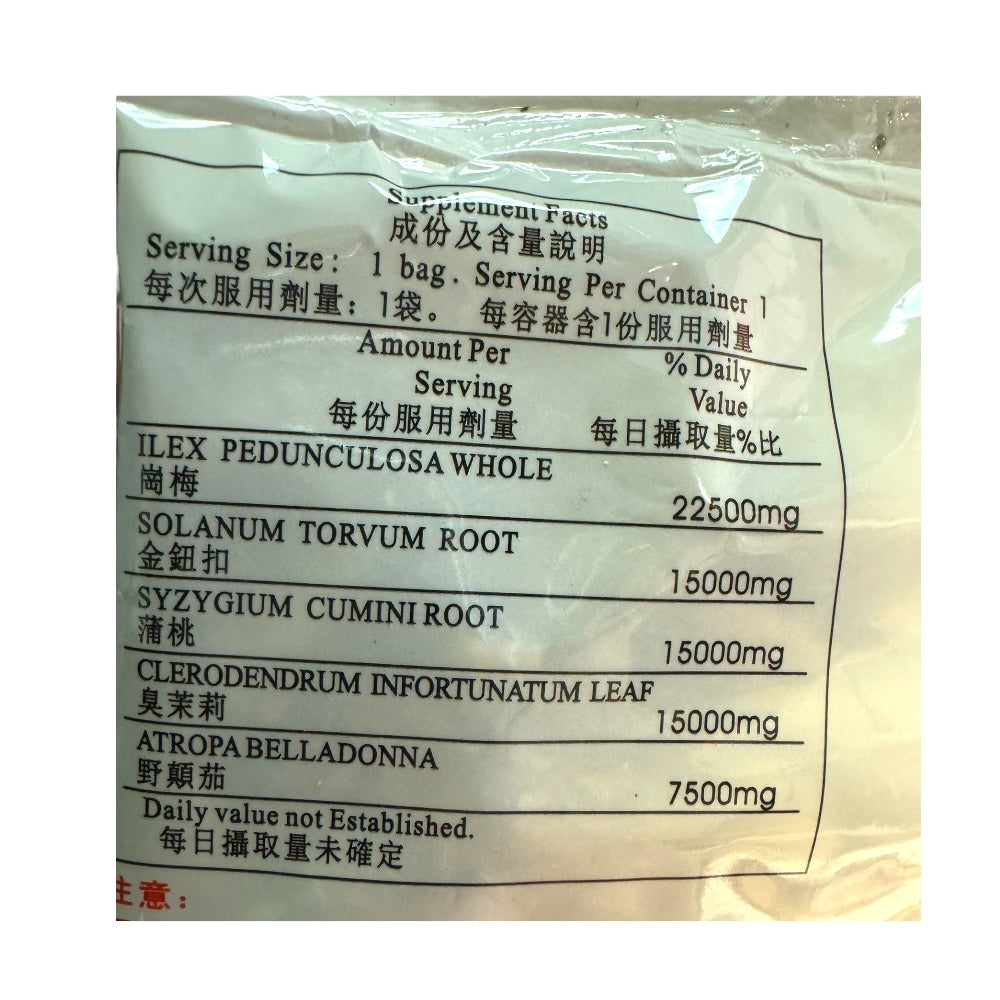 Supplement Facts
成份及含量說明
Serving Size: 1 bag. Serving Per Container 1
每次服用劑量：1袋。 每容器含1份服用劑量
Amount Per
Serving
每份服用劑量
% Daily
Value
每日攝取量%比
ILEX PEDUNCULOSA WHOLE
崗梅
22500mg
SOLANUM TORVUM ROOT
金鈕扣
15000mg
SYZYGIUM CUMINI ROOT
蒲桃
15000mg
CLERODENDRUM INFORTUNATUM LEAF
臭茉莉
15000mg
ATROPA BELLADONNA
野顛茄
7500mg
Daily value not Established.
每日攝取量未確定
注意：